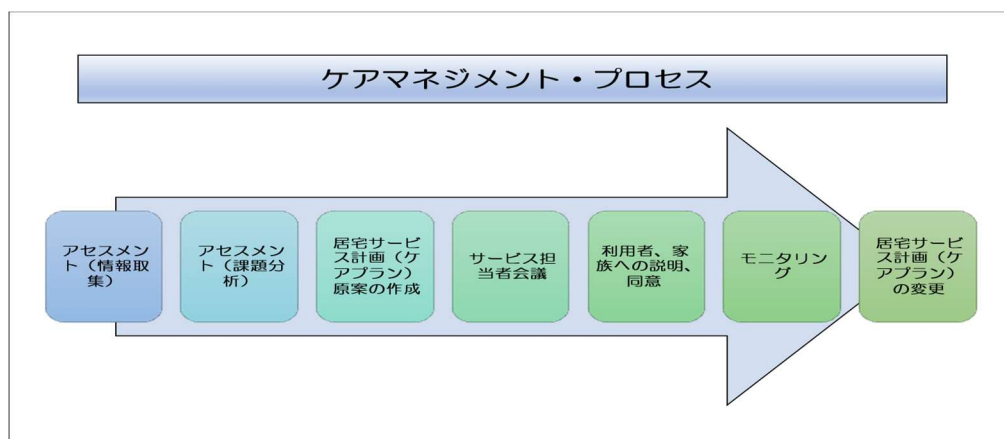 ケアマネジメント・プロセス
アセスメン
ト（情報取
集）
アセスメン
ト（課題分
析）
居宅サービ
ス計画（ケ
アプラン）
原案の作成
サービス担
当者会議
利用者、家
族への説明、
同意
モニタリン
グ
居宅サービ
ス計画（ケ
アプラン）
の変更